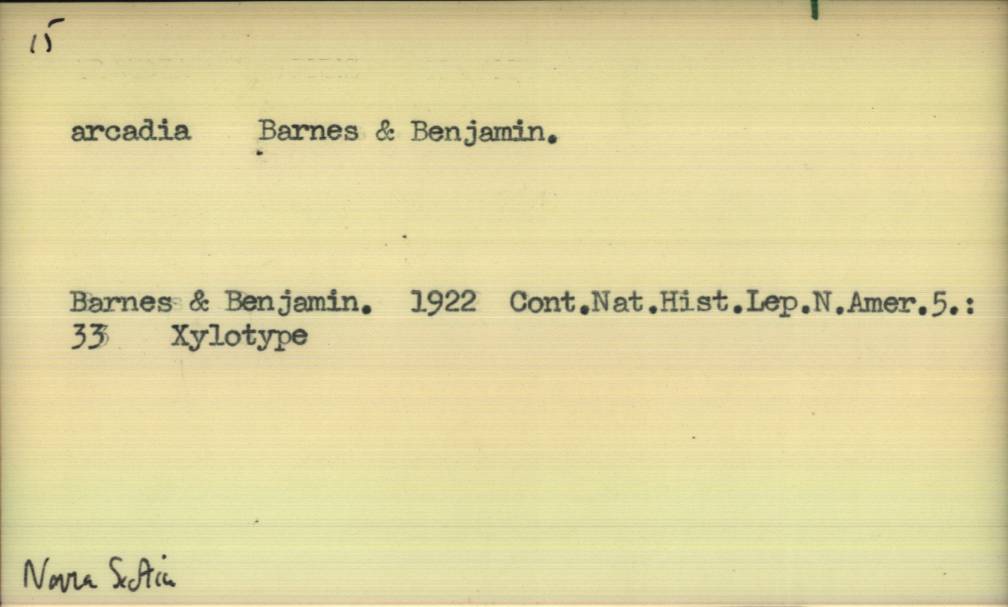 15
arcadia Barnes & Benjamin.
Barnes & Benjamin. 1922 Cont.Nat.Hist.Lep.N.Amer.5.:
33 Xylotype
Nova Scotia